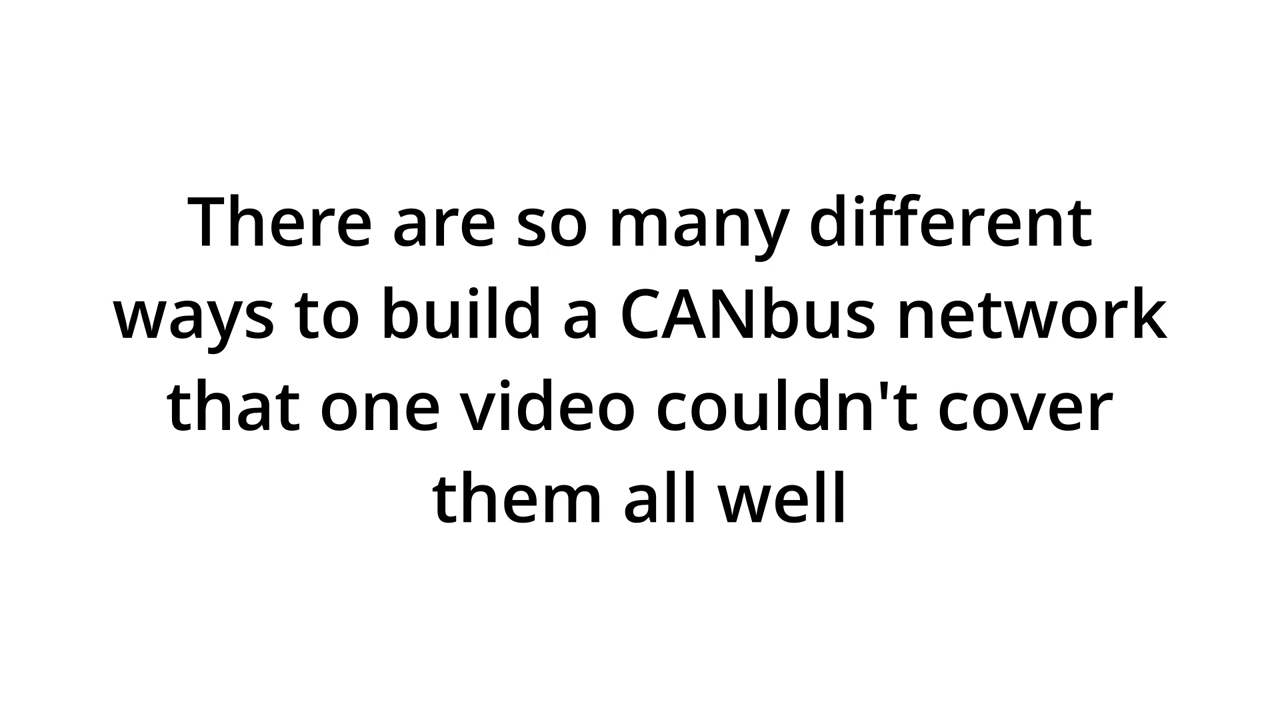 There are so many different
ways to build a CANbus network
that one video couldn't cover
them all well